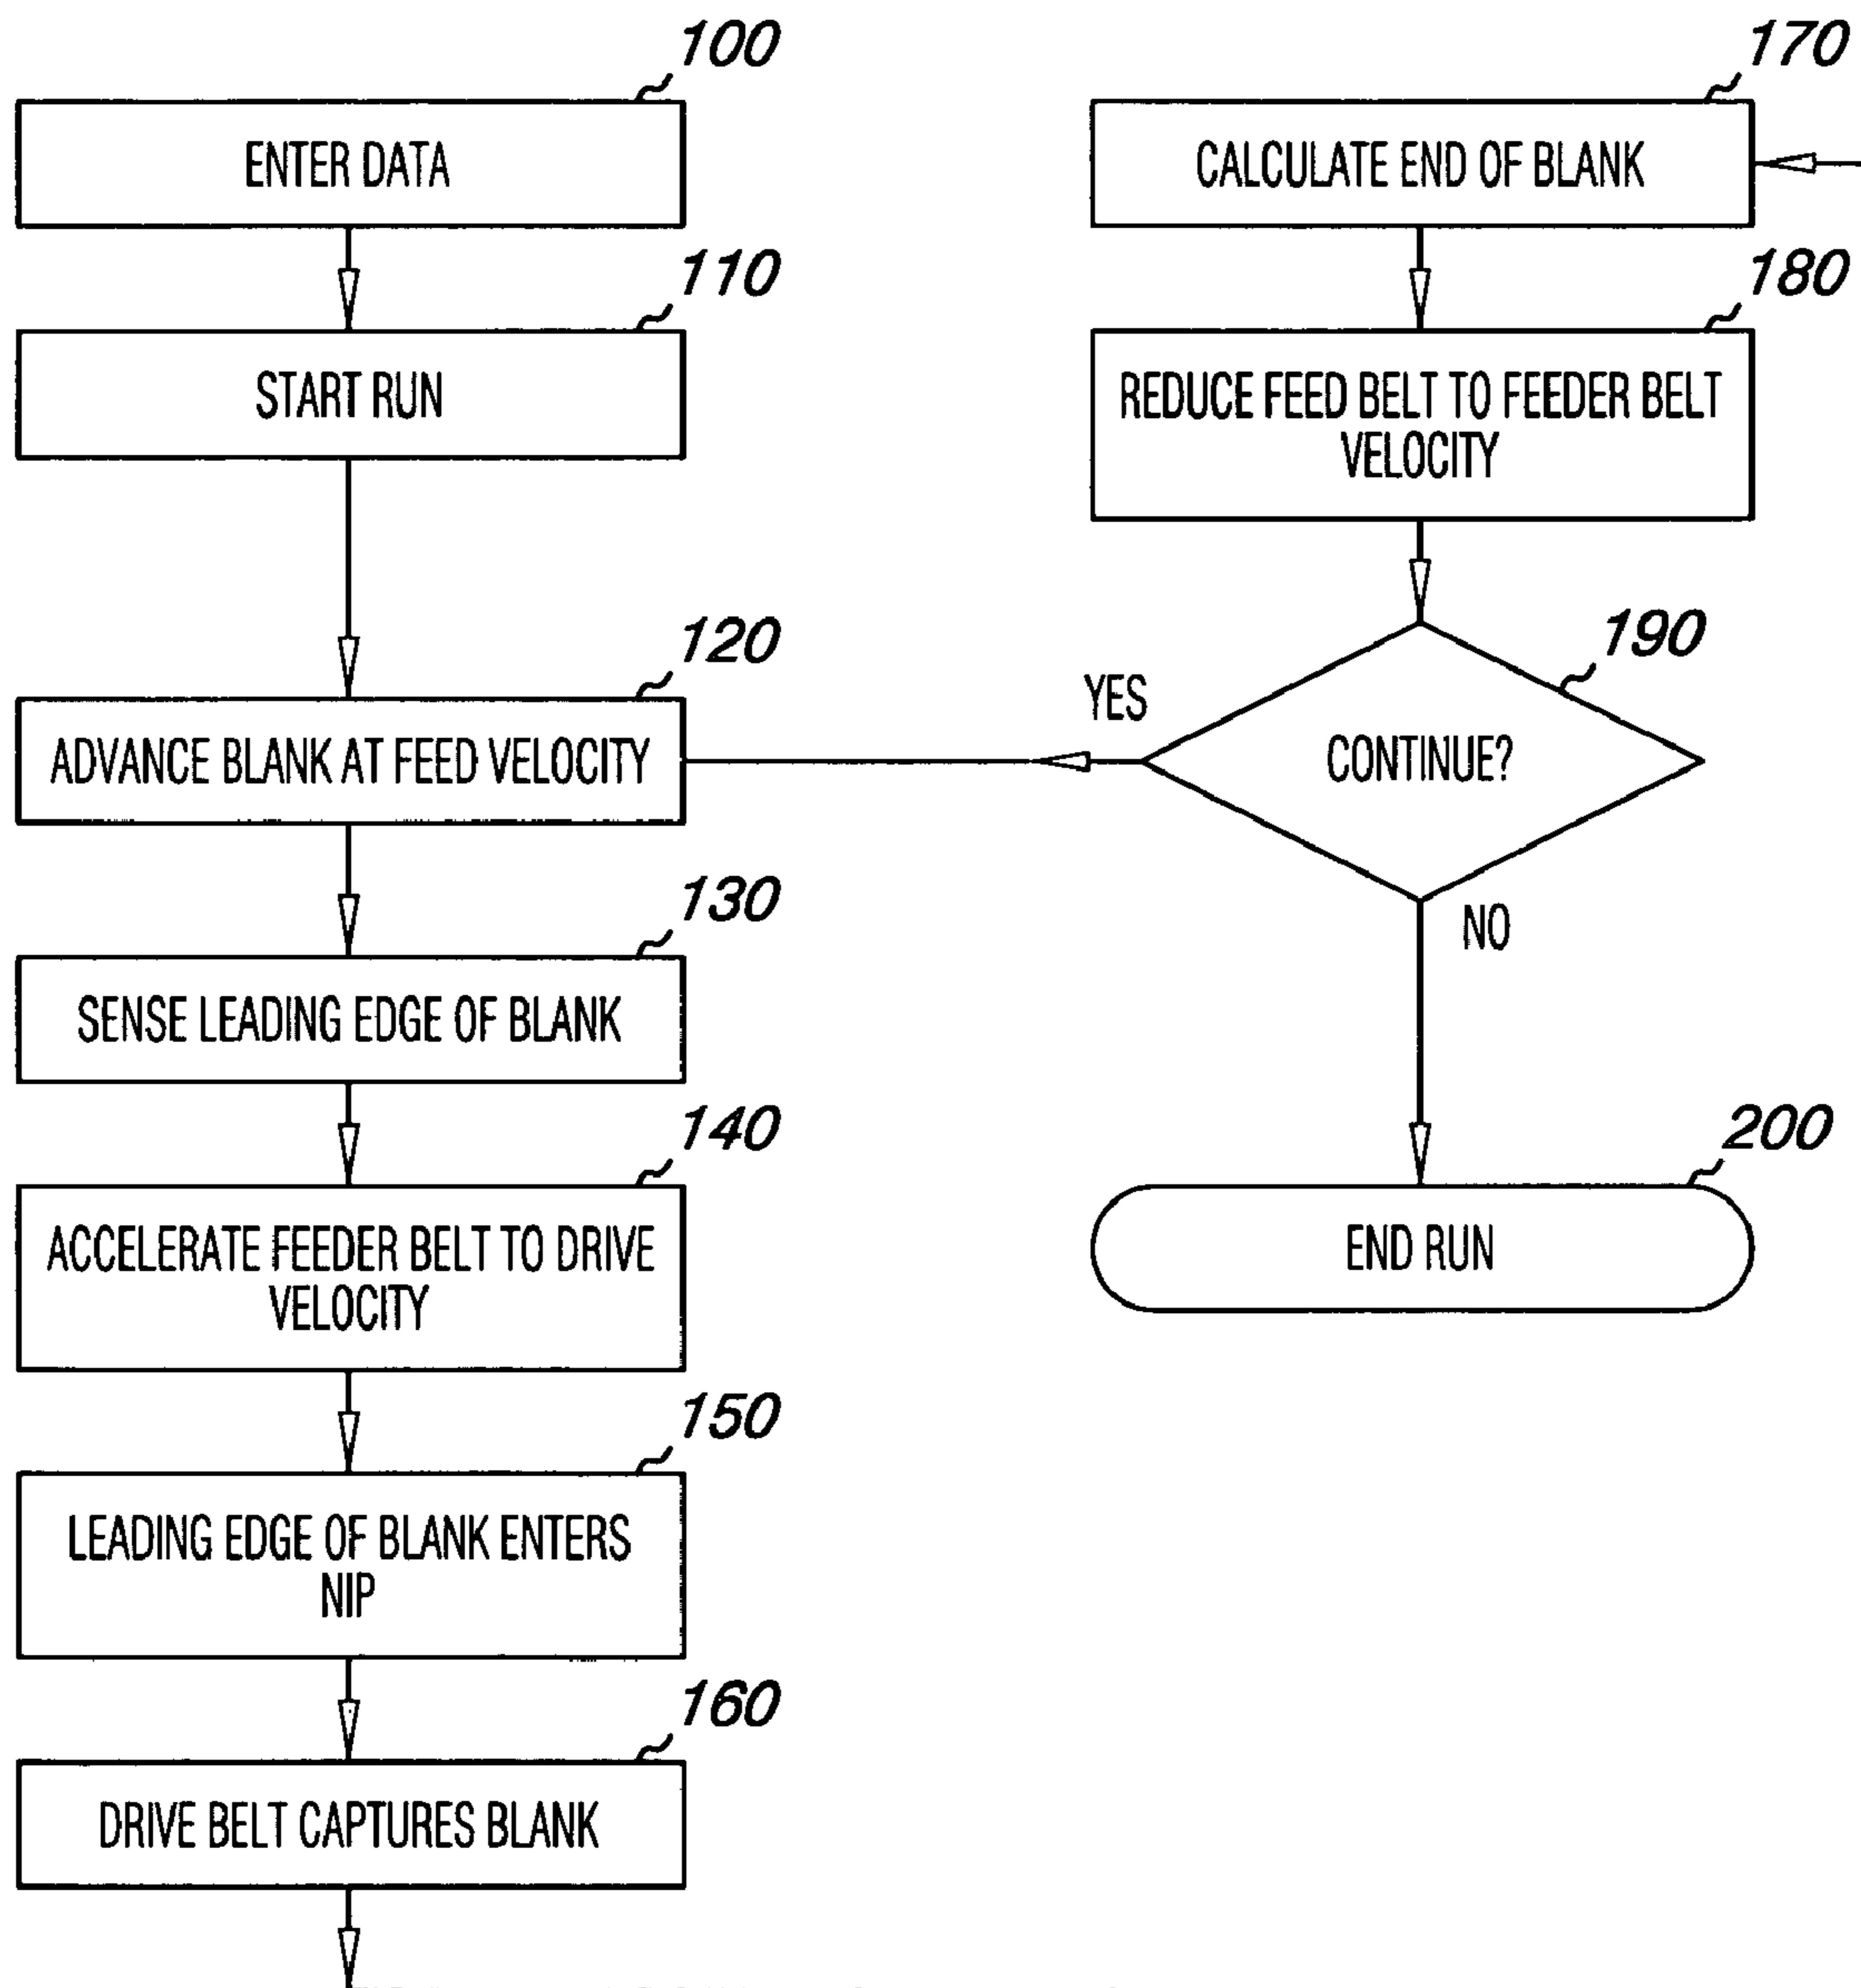 100
ENTER DATA
110
START RUN
120
ADVANCE BLANK AT FEED VELOCITY
130
SENSE LEADING EDGE OF BLANK
140
ACCELERATE FEEDER BELT TO DRIVE
VELOCITY
150
LEADING EDGE OF BLANK ENTERS
NIP
160
DRIVE BELT CAPTURES BLANK
170
CALCULATE END OF BLANK
180
REDUCE FEED BELT TO FEEDER BELT
VELOCITY
190
CONTINUE?
YES
NO
200
END RUN